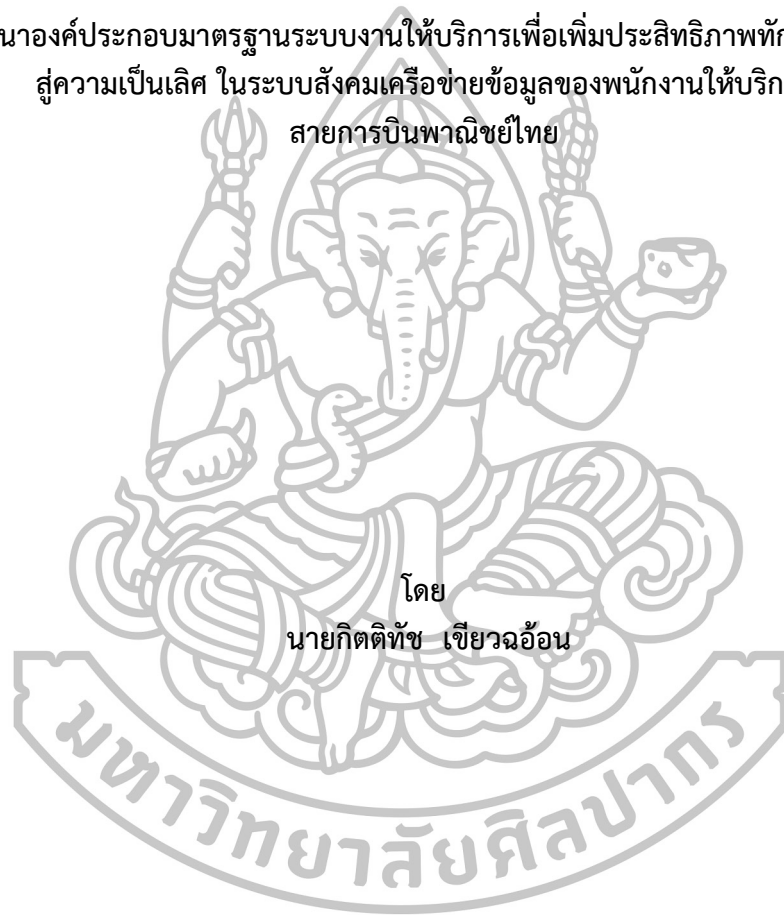 นาองค์ประกอบมาตรฐานระบบงานให้บริการเพื่อเพิ่มประสิทธิภาพทัก
สู่ความเป็นเลิศ ในระบบสังคมเครือข่ายข้อมูลของพนักงานให้บริก
สายการบินพาณิชย์ไทย
โดย
นายกิตติทัช เขียวฉอ้อน
มหาวิทยาลัยศิลปากร